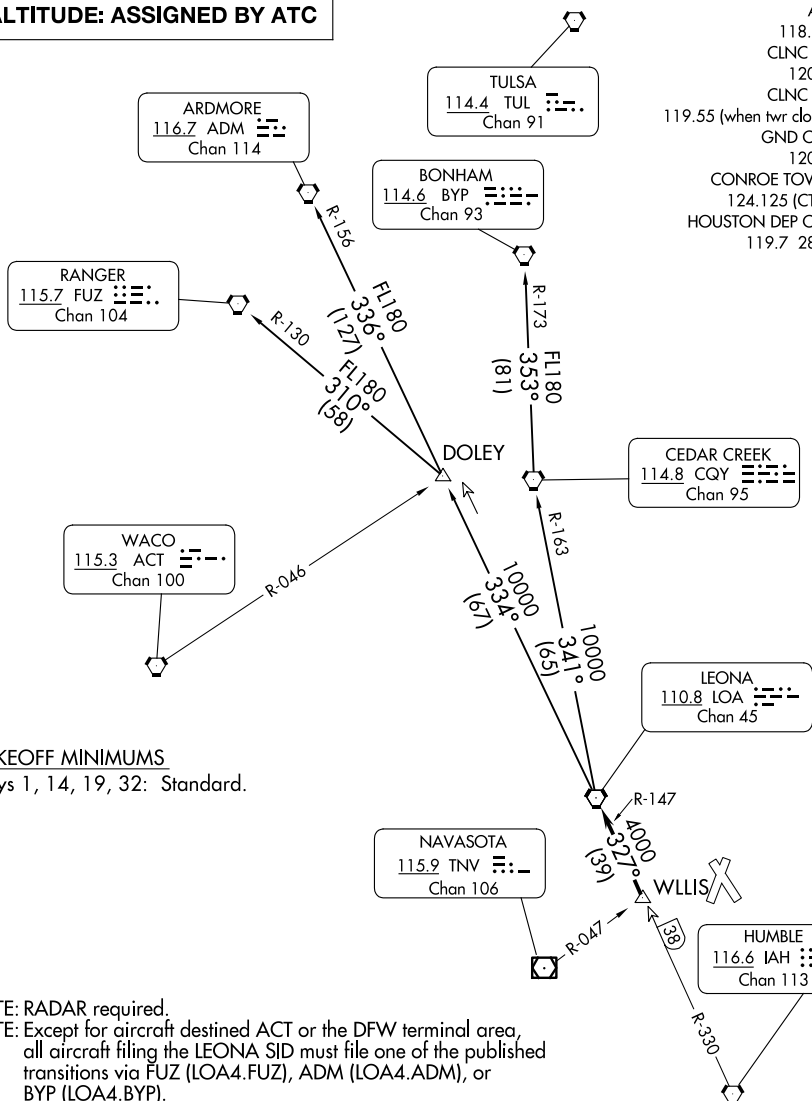 ALTITUDE: ASSIGNED BY ATC
118.
CLNC
120
CLNC
119.55 (when twr clo
GND C
120
CONROE TOW
124.125 (CT
HOUSTON DEP C
119.7 28
TULSA
114.4 TUL
Chan 91
ARDMORE
116.7 ADM
Chan 114
BONHAM
114.6 BYP
Chan 93
RANGER
115.7 FUZ
Chan 104
R-156
R-130
R-173
FL180
336°
(127)
FL180
310°
(58)
FL180
353°
(81)
DOLEY
CEDAR CREEK
114.8 CQY
Chan 95
R-163
WACO
115.3 ACT
Chan 100
R-046
10000
334°
(67)
10000
341°
(65)
LEONA
110.8 LOA
Chan 45
KEOFF MINIMUMS
ys 1, 14, 19, 32: Standard.
R-147
4000
327°
(39)
NAVASOTA
115.9 TNV
Chan 106
WLLIS
R-047
38
HUMBLE
116.6 IAH
Chan 113
R-330
TE: RADAR required.
TE: Except for aircraft destined ACT or the DFW terminal area,
all aircraft filing the LEONA SID must file one of the published
transitions via FUZ (LOA4.FUZ), ADM (LOA4.ADM), or
BYP (LOA4.BYP).